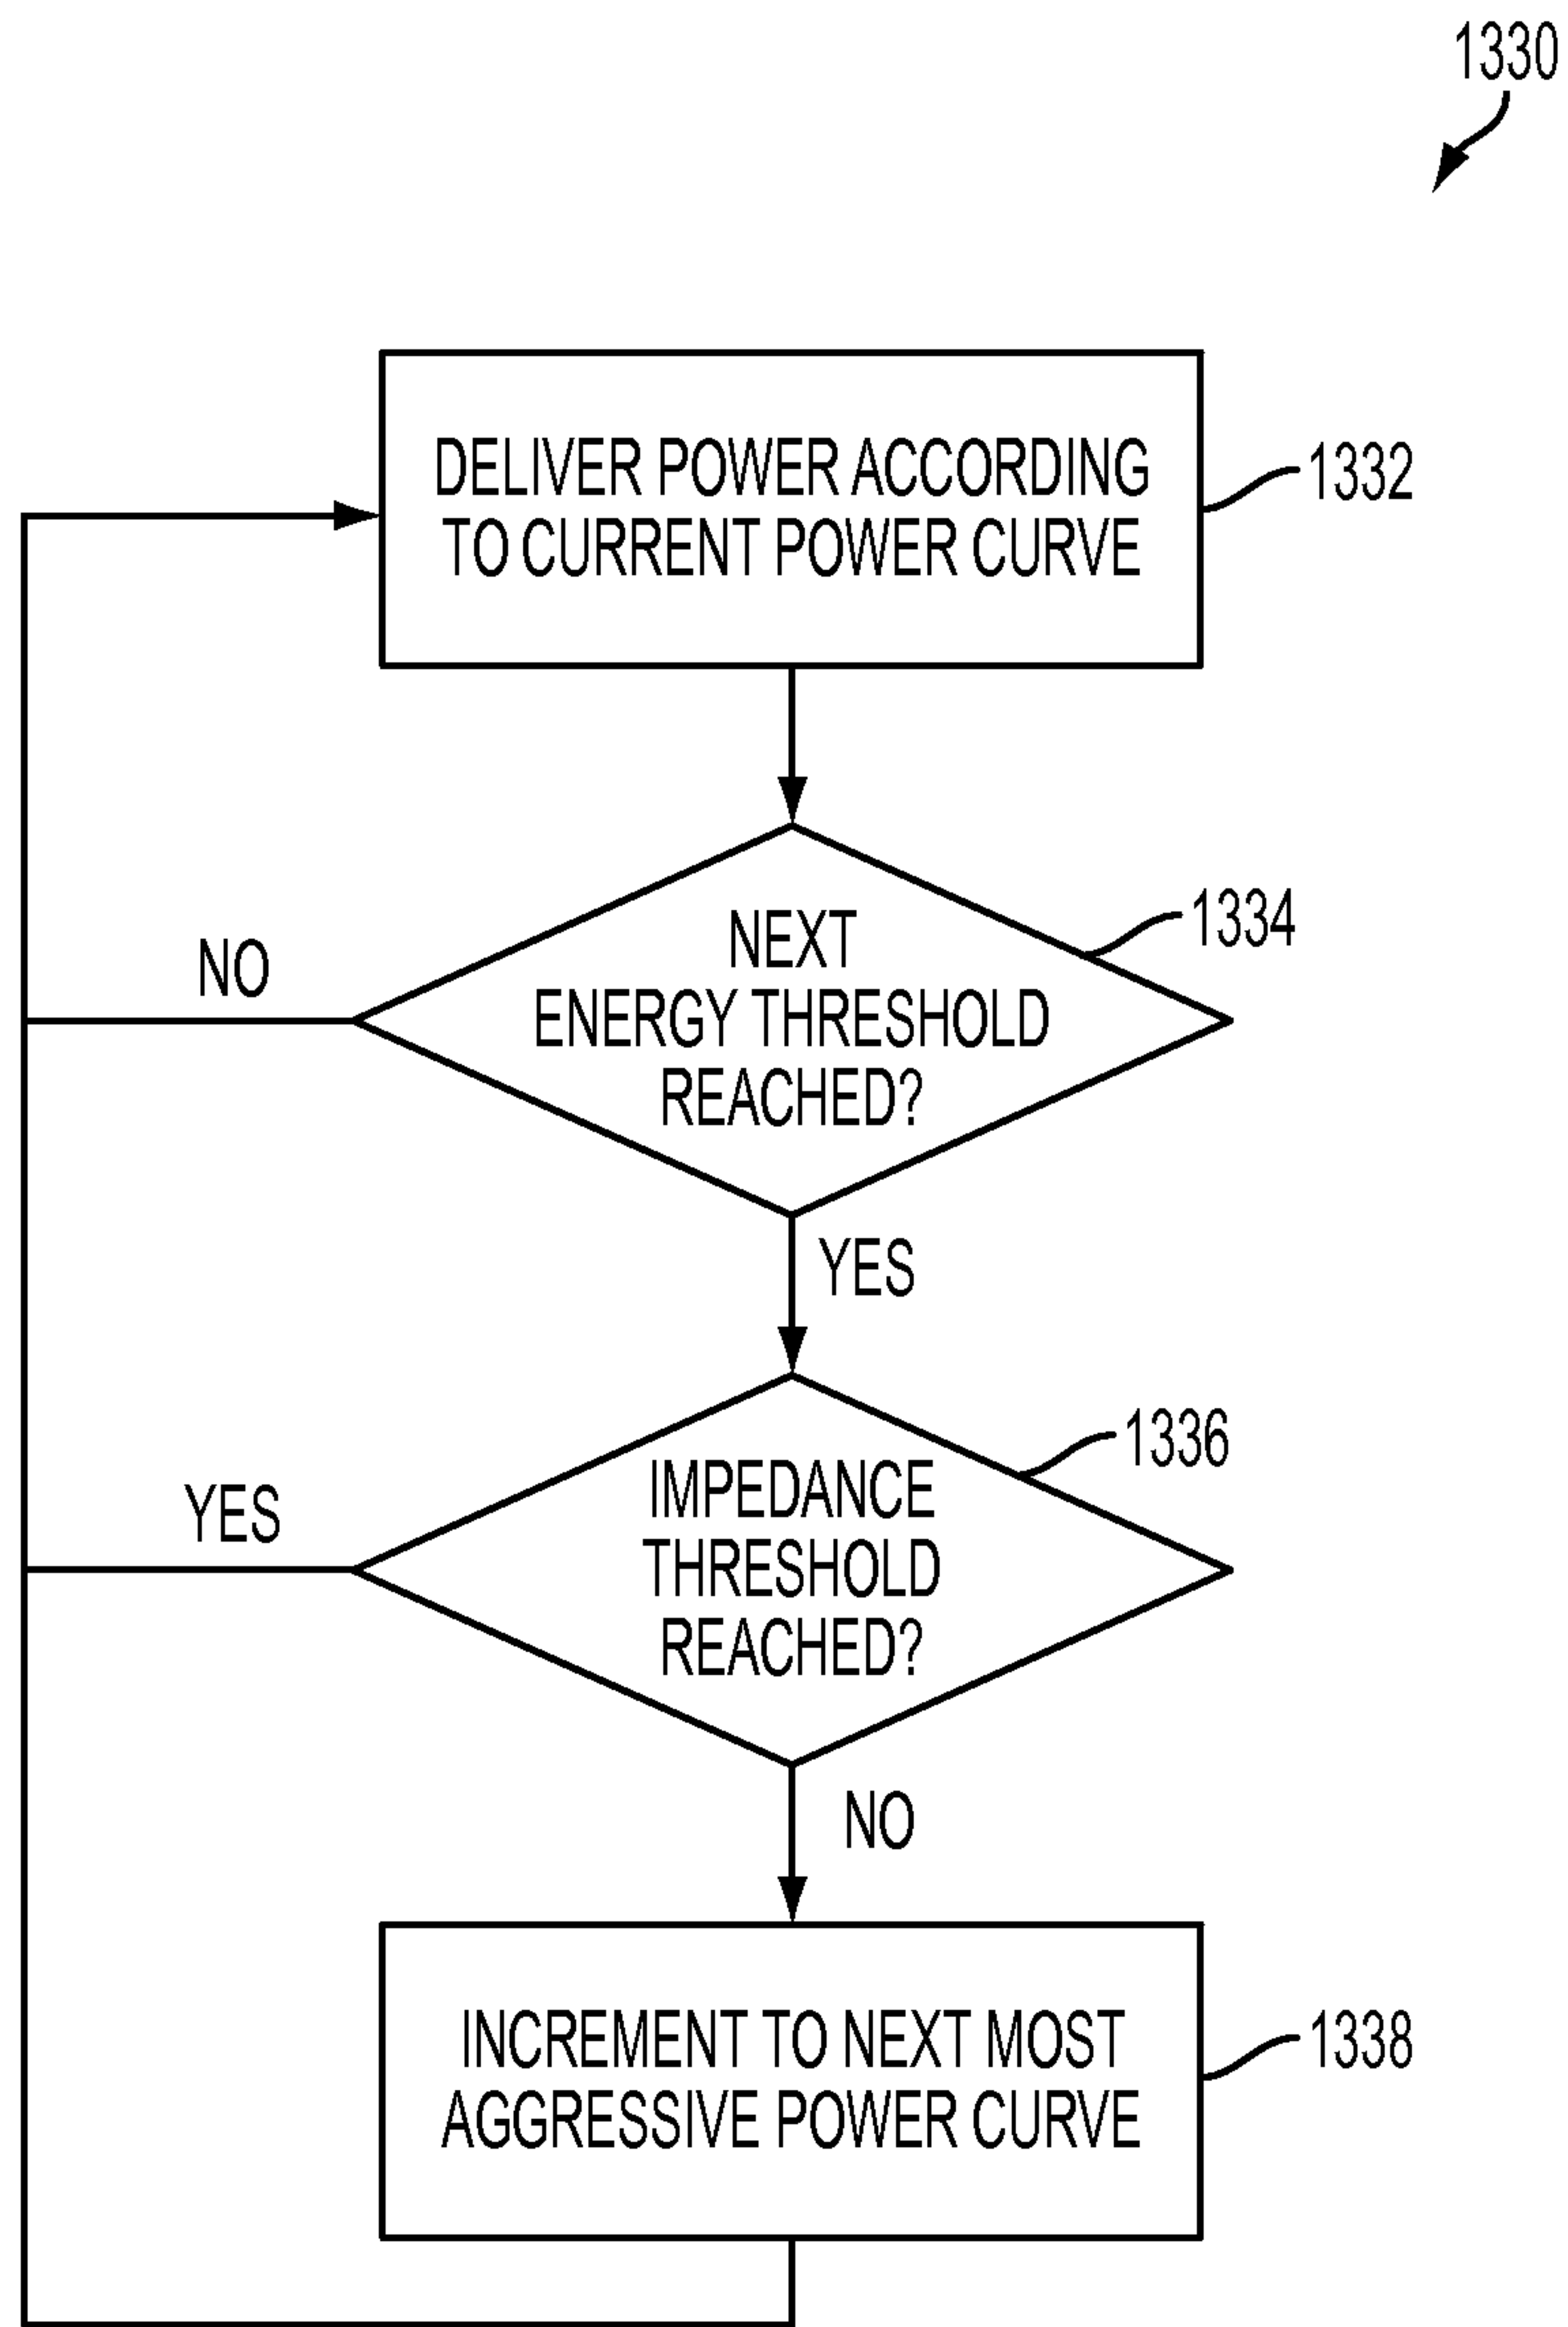 1330
DELIVER POWER ACCORDING
TO CURRENT POWER CURVE
1332
NEXT
ENERGY THRESHOLD
REACHED?
1334
NO
YES
IMPEDANCE
THRESHOLD
REACHED?
1336
YES
NO
INCREMENT TO NEXT MOST
AGGRESSIVE POWER CURVE
1338